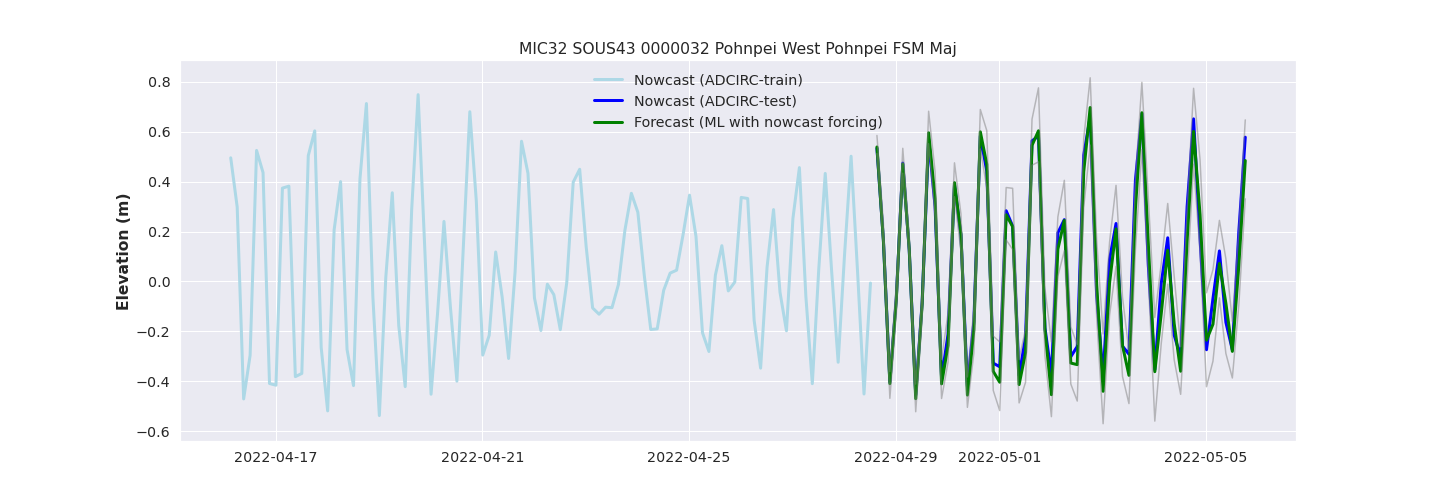 MIC32 SOUS43 0000032 Pohnpei West Pohnpei FSM Maj
Nowcast (ADCIRC-train)
Nowcast (ADCIRC-test)
Forecast (ML with nowcast forcing)
Elevation (m)
0.8
0.6
0.4
0.2
0.0
−0.2
−0.4
−0.6
2022-04-17
2022-04-21
2022-04-25
2022-04-29
2022-05-01
2022-05-05